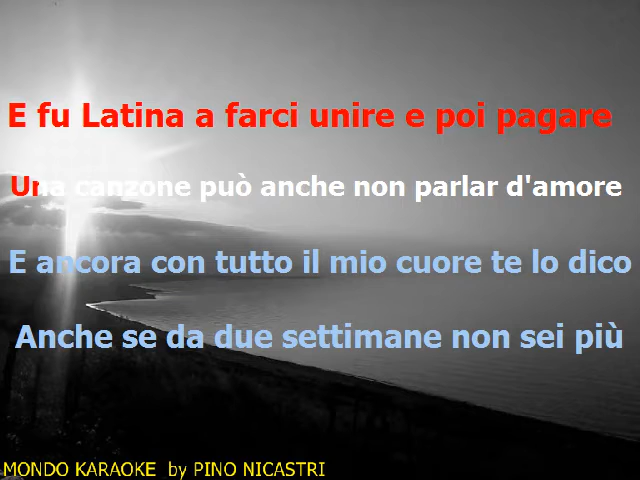 E fu Latina a farci unire e poi pagare
Una canzone può anche non parlar d'amore
E ancora con tutto il mio cuore te lo dico
Anche se da due settimane non sei più
MONDO KARAOKE by PINO NICASTRI